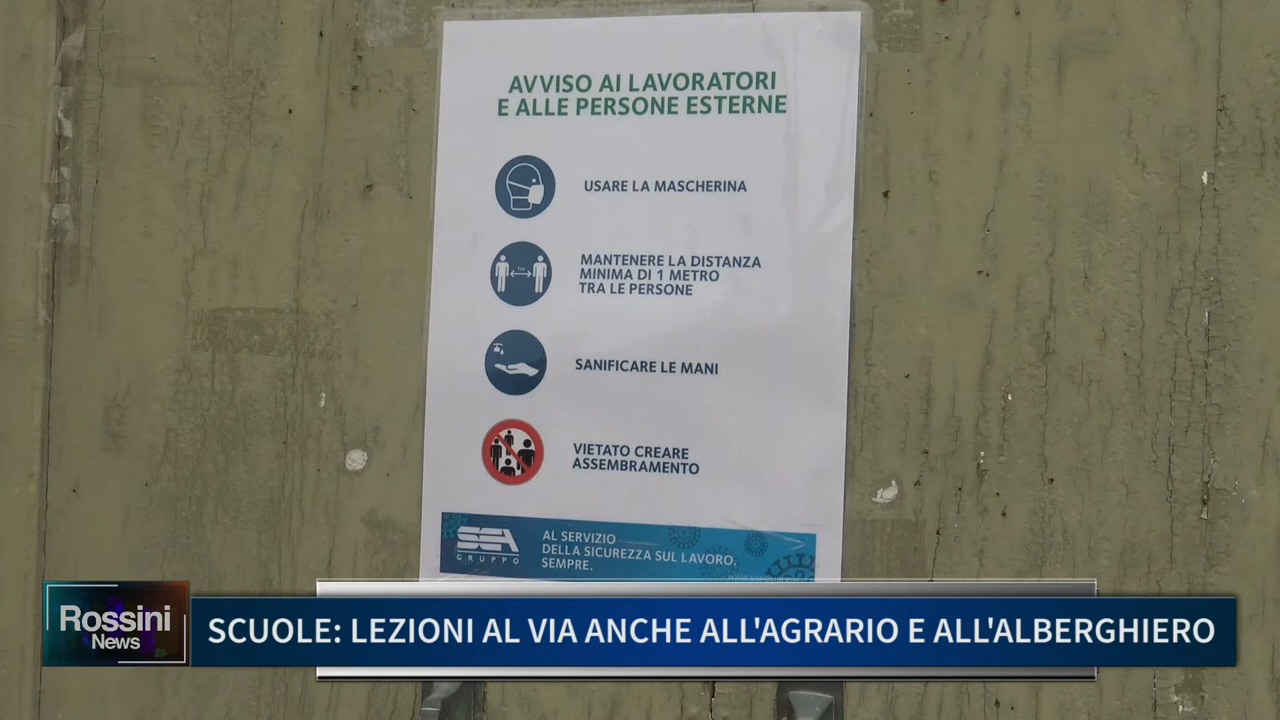 AVVISO AI LAVORATORI
E ALLE PERSONE ESTERNE
USARE LA MASCHERINA
MANTENERE LA DISTANZA
MINIMA DI 1 METRO
TRA LE PERSONE
SANIFICARE LE MANI
VIETATO CREARE
ASSEMBRAMENTO
SEA
GRUPPO
AL SERVIZIO
DELLA SICUREZZA SUL LAVORO.
SEMPRE.
Rossini
News
SCUOLE: LEZIONI AL VIA ANCHE ALL'AGRARIO E ALL'ALBERGHIERO